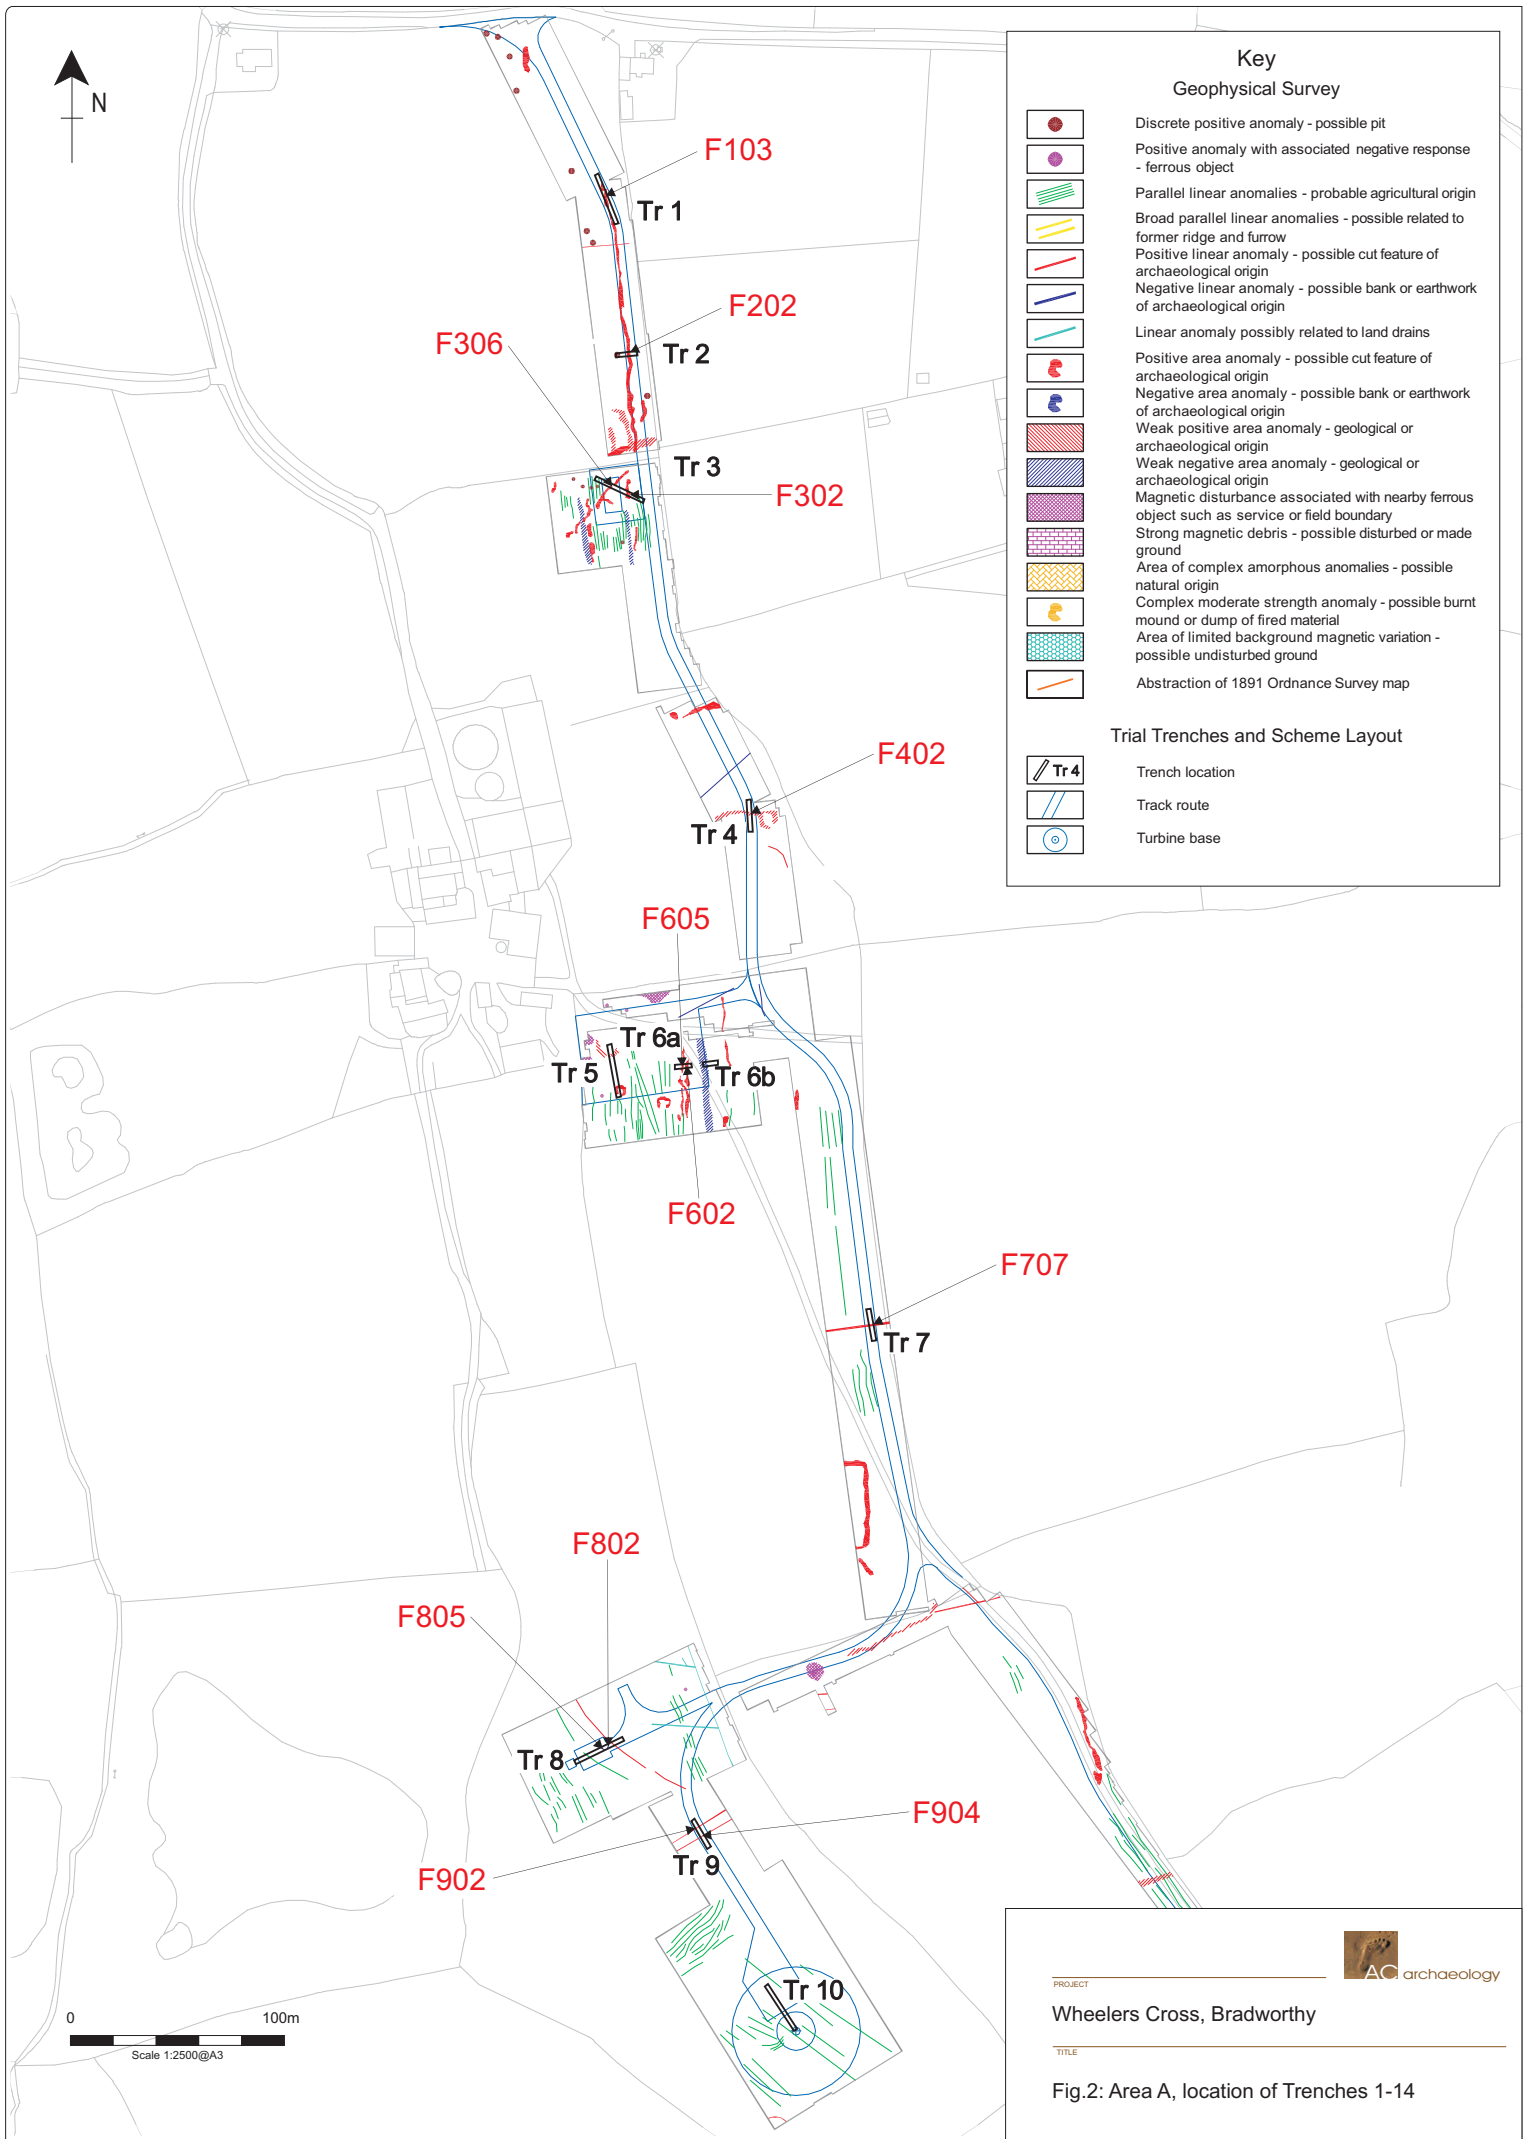 N
F103
Tr 1
F202
F306
Tr 2
Tr 3
F302
F402
Tr 4
F605
Tr 6a
Tr 5
Tr 6b
F602
F707
Tr 7
F802
F805
Tr 8
F904
F902
Tr 9
Tr 10
0 100m
Scale 1:2500@A3
Key
Geophysical Survey
Discrete positive anomaly - possible pit
Positive anomaly with associated negative response
- ferrous object
Parallel linear anomalies - probable agricultural origin
Broad parallel linear anomalies - possible related to
former ridge and furrow
Positive linear anomaly - possible cut feature of
archaeological origin
Negative linear anomaly - possible bank or earthwork
of archaeological origin
Linear anomaly possibly related to land drains
Positive area anomaly - possible cut feature of
archaeological origin
Negative area anomaly - possible bank or earthwork
of archaeological origin
Weak positive area anomaly - geological or
archaeological origin
Weak negative area anomaly - geological or
archaeological origin
Magnetic disturbance associated with nearby ferrous
object such as service or field boundary
Strong magnetic debris - possible disturbed or made
ground
Area of complex amorphous anomalies - possible
natural origin
Complex moderate strength anomaly - possible burnt
mound or dump of fired material
Area of limited background magnetic variation -
possible undisturbed ground
Abstraction of 1891 Ordnance Survey map
Trial Trenches and Scheme Layout
Tr 4 Trench location
Track route
Turbine base
AC archaeology
PROJECT
Wheelers Cross, Bradworthy
TITLE
Fig.2: Area A, location of Trenches 1-14